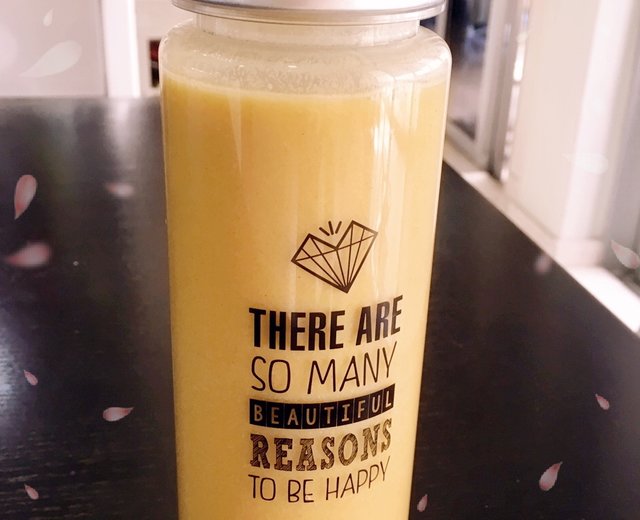 THERE ARE
SO MANY
BEAUTIFUL
REASONS
TO BE HAPPY